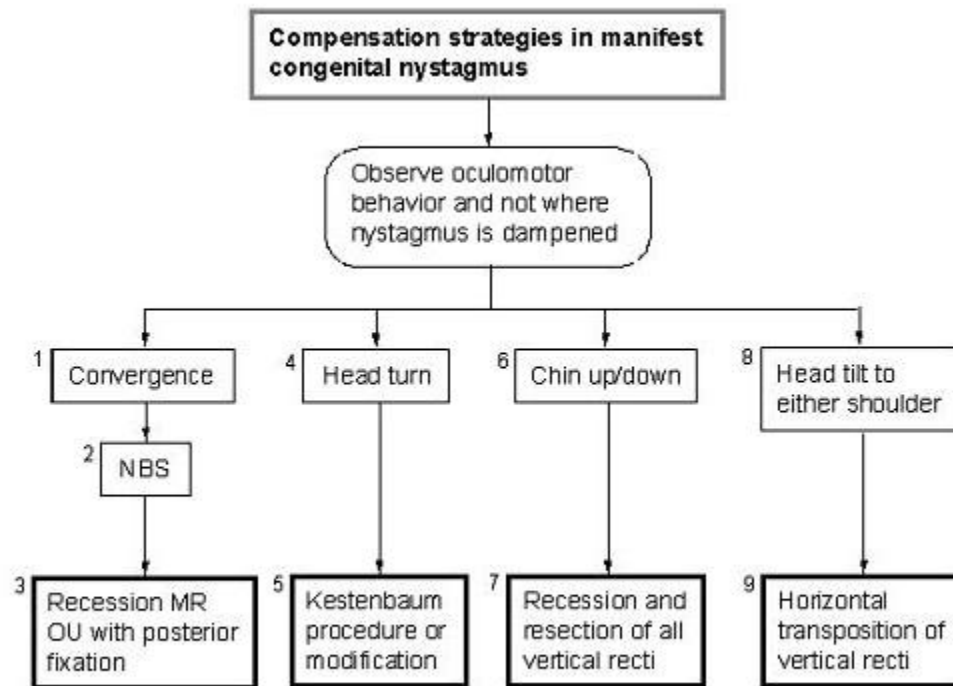 Compensation strategies in manifest
congenital nystagmus
Observe oculomotor
behavior and not where
nystagmus is dampened
1
Convergence
4
Head turn
6
Chin up/down
8
Head tilt to
either shoulder
2
NBS
3
Recession MR
OU with posterior
fixation
5
Kestenbaum
procedure or
modification
7
Recession and
resection of all
vertical recti
9
Horizontal
transposition of
vertical recti